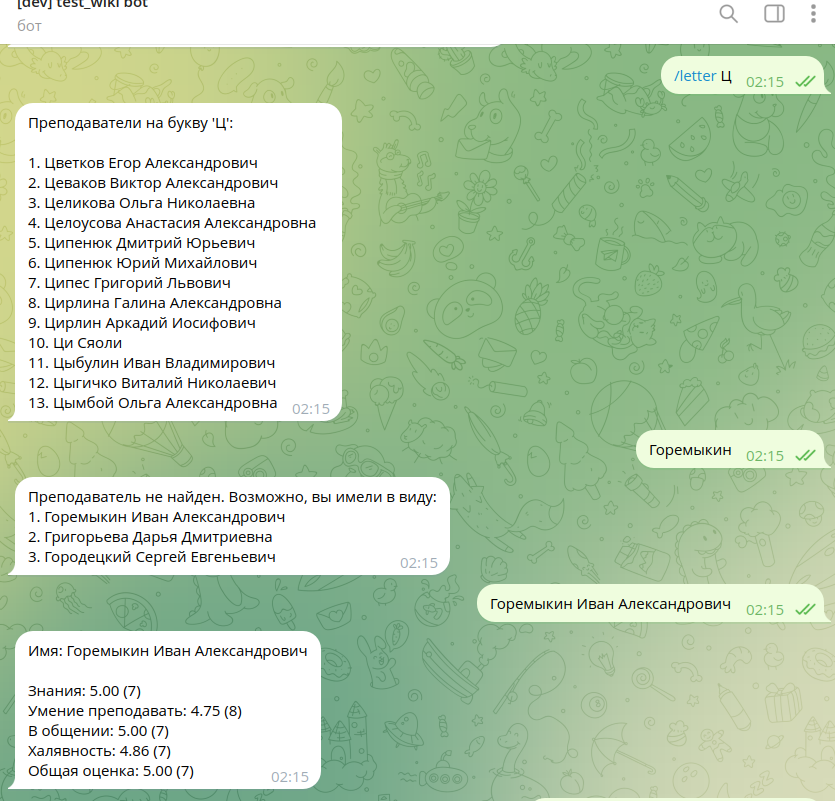 [dev] test_wiki bot
бот
/letter Ц 02:15
Преподаватели на букву 'Ц':
1. Цветков Егор Александрович
2. Цеваков Виктор Александрович
3. Целикова Ольга Николаевна
4. Целоусова Анастасия Александровна
5. Ципенюк Дмитрий Юрьевич
6. Ципенюк Юрий Михайлович
7. Ципес Григорий Львович
8. Цирлина Галина Александровна
9. Цирлин Аркадий Иосифович
10. Ци Сяоли
11. Цыбулин Иван Владимирович
12. Цыгичко Виталий Николаевич
13. Цымбой Ольга Александровна 02:15
Горемыкин 02:15
Преподаватель не найден. Возможно, вы имели в виду:
1. Горемыкин Иван Александрович
2. Григорьева Дарья Дмитриевна
3. Городецкий Сергей Евгеньевич 02:15
Горемыкин Иван Александрович 02:15
Имя: Горемыкин Иван Александрович
Знания: 5.00 (7)
Умение преподавать: 4.75 (8)
В общении: 5.00 (7)
Халявность: 4.86 (7)
Общая оценка: 5.00 (7) 02:15